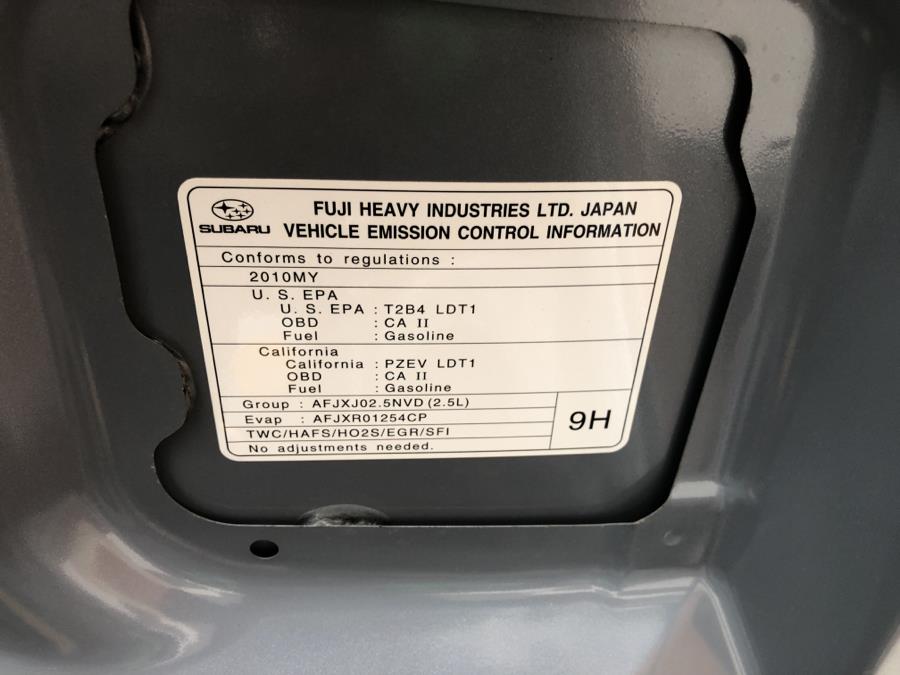 SUBARU
FUJI HEAVY INDUSTRIES LTD. JAPAN
VEHICLE EMISSION CONTROL INFORMATION
Conforms to regulations :
2010MY
U. S. EPA
U. S. EPA : T2B4 LDT1
OBD : CA II
Fuel : Gasoline
California
California : PZEV LDT1
OBD : CA II
Fuel : Gasoline
Group : AFJXJ02.5NVD (2.5L)
Evap : AFJXR01254CP
TWC/HAFS/HO2S/EGR/SFI
No adjustments needed.
9H